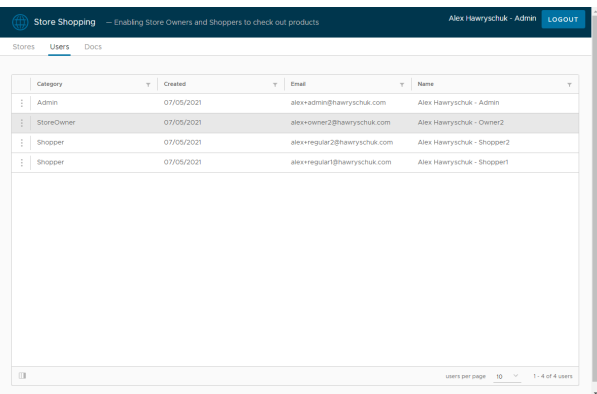 Store Shopping — Enabling Store Owners and Shoppers to check out products Alex Hawryschuk - Admin LOGOUT
Stores Users Docs
Category Created Email Name
Admin 07/05/2021 alex+admin@hawryschuk.com Alex Hawryschuk - Admin
StoreOwner 07/05/2021 alex+owner2@hawryschuk.com Alex Hawryschuk - Owner2
Shopper 07/05/2021 alex+regular2@hawryschuk.com Alex Hawryschuk - Shopper2
Shopper 07/05/2021 alex+regular1@hawryschuk.com Alex Hawryschuk - Shopper1
users per page 10 1 - 4 of 4 users